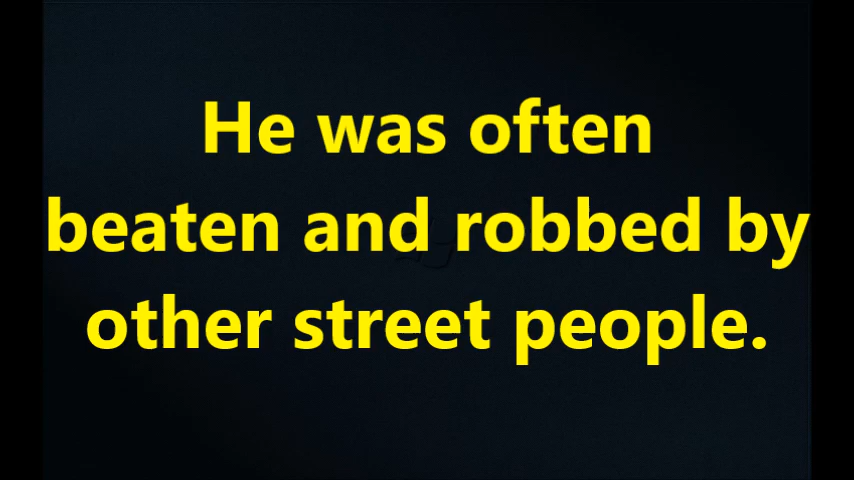 He was often
beaten and robbed by
other street people.